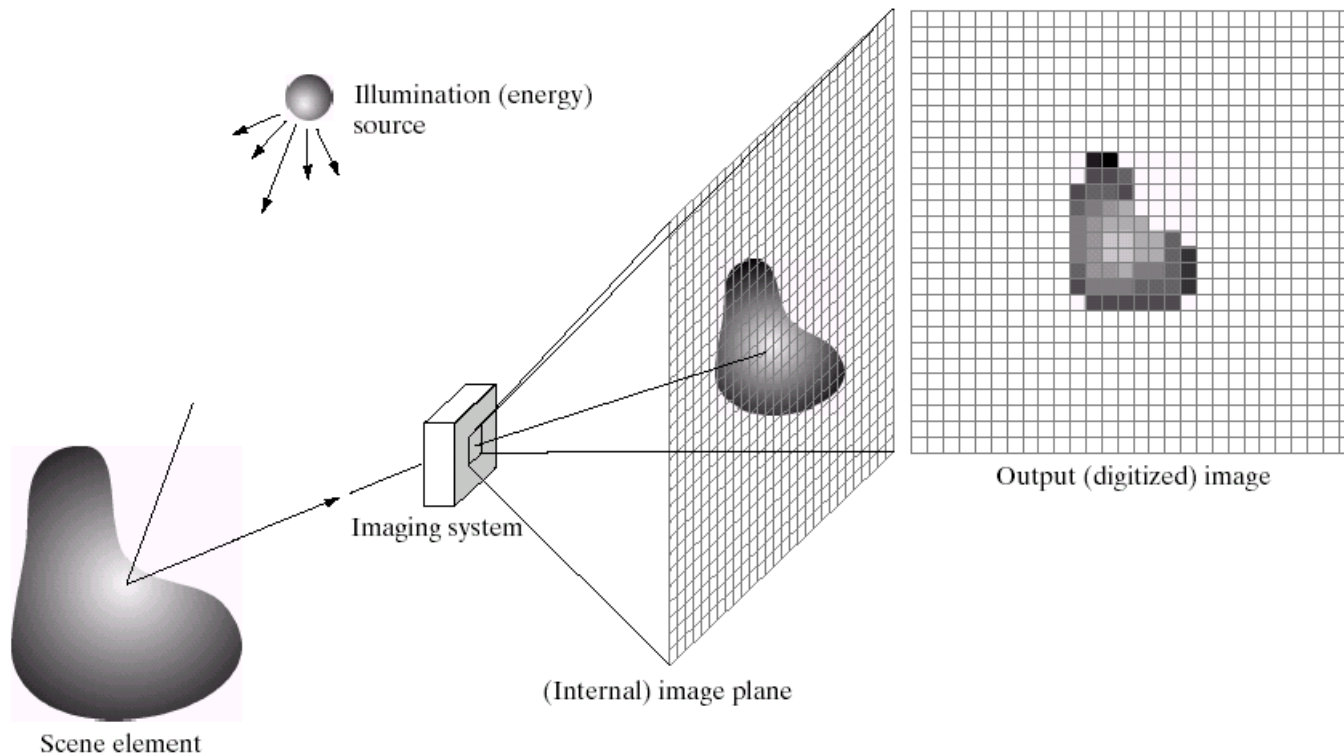 Illumination (energy)
source
Output (digitized) image
Imaging system
(Internal) image plane
Scene element